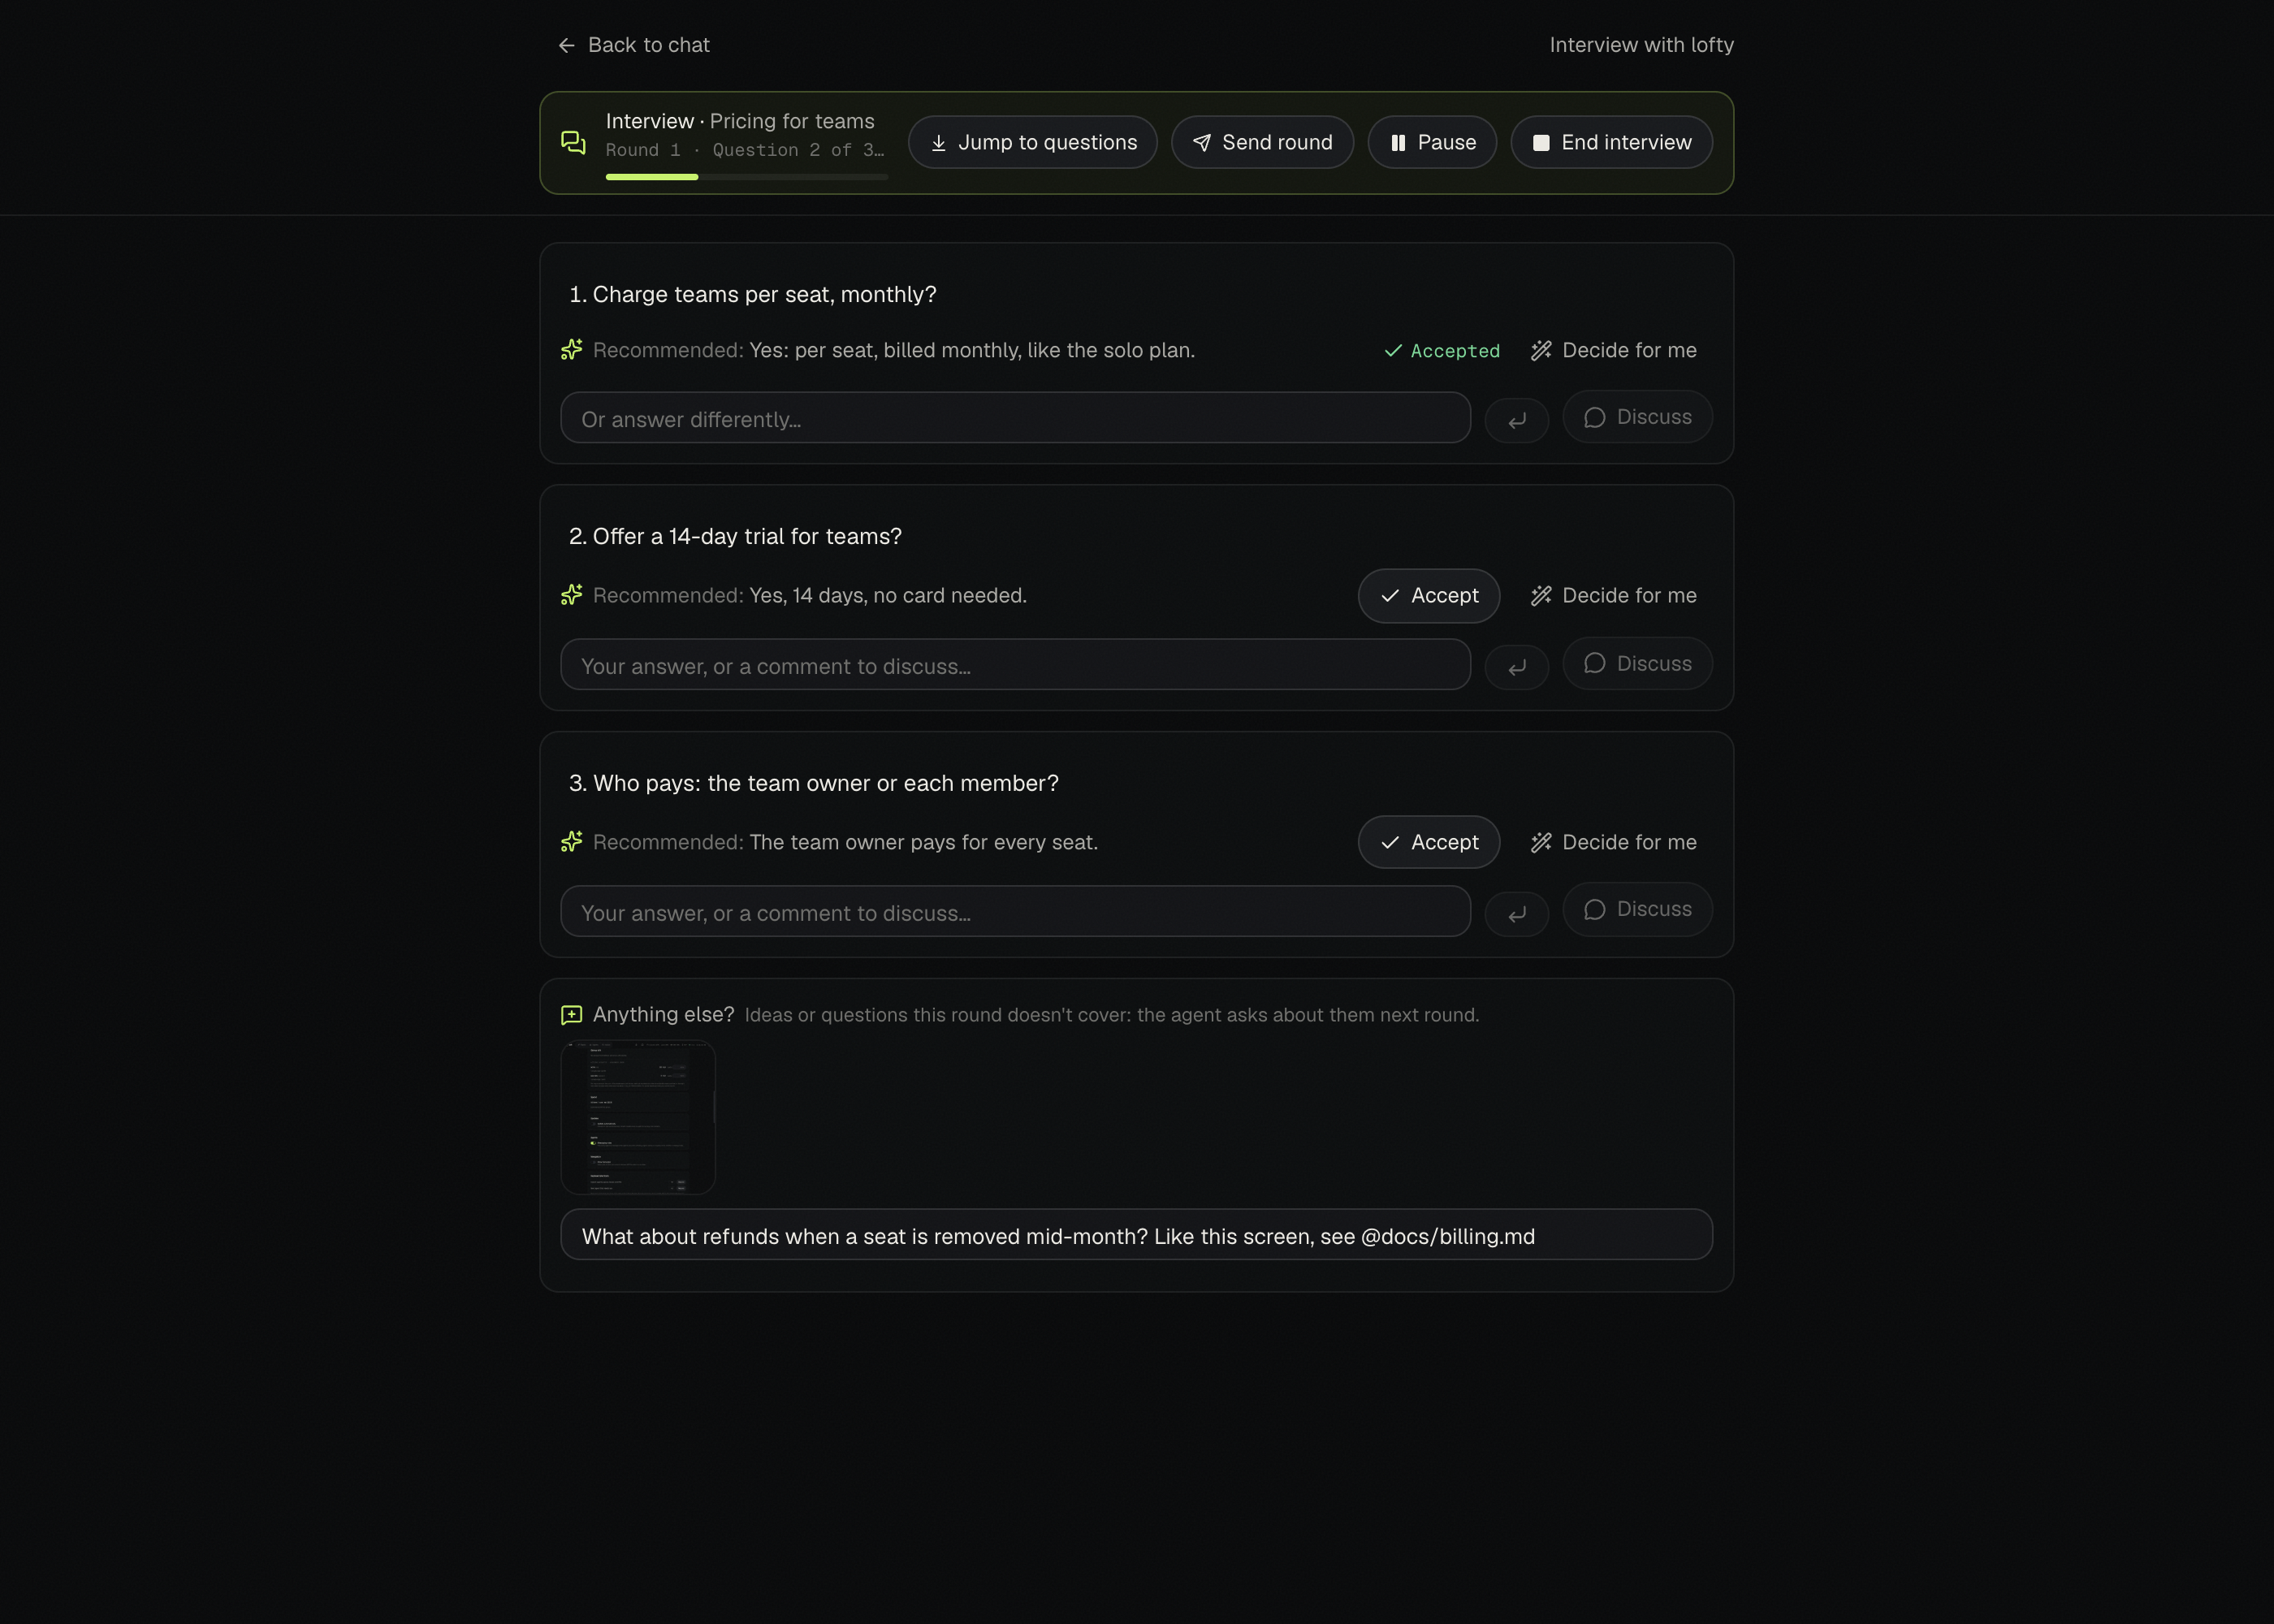 Back to chat
Interview with lofty
Interview · Pricing for teams
Round 1 · Question 2 of 3…
Jump to questions
Send round
Pause
End interview
1. Charge teams per seat, monthly?
Recommended: Yes: per seat, billed monthly, like the solo plan.
Accepted
Decide for me
Or answer differently…
Discuss
2. Offer a 14-day trial for teams?
Recommended: Yes, 14 days, no card needed.
Accept
Decide for me
Your answer, or a comment to discuss…
Discuss
3. Who pays: the team owner or each member?
Recommended: The team owner pays for every seat.
Accept
Decide for me
Your answer, or a comment to discuss…
Discuss
Anything else? Ideas or questions this round doesn't cover: the agent asks about them next round.
What about refunds when a seat is removed mid-month? Like this screen, see @docs/billing.md